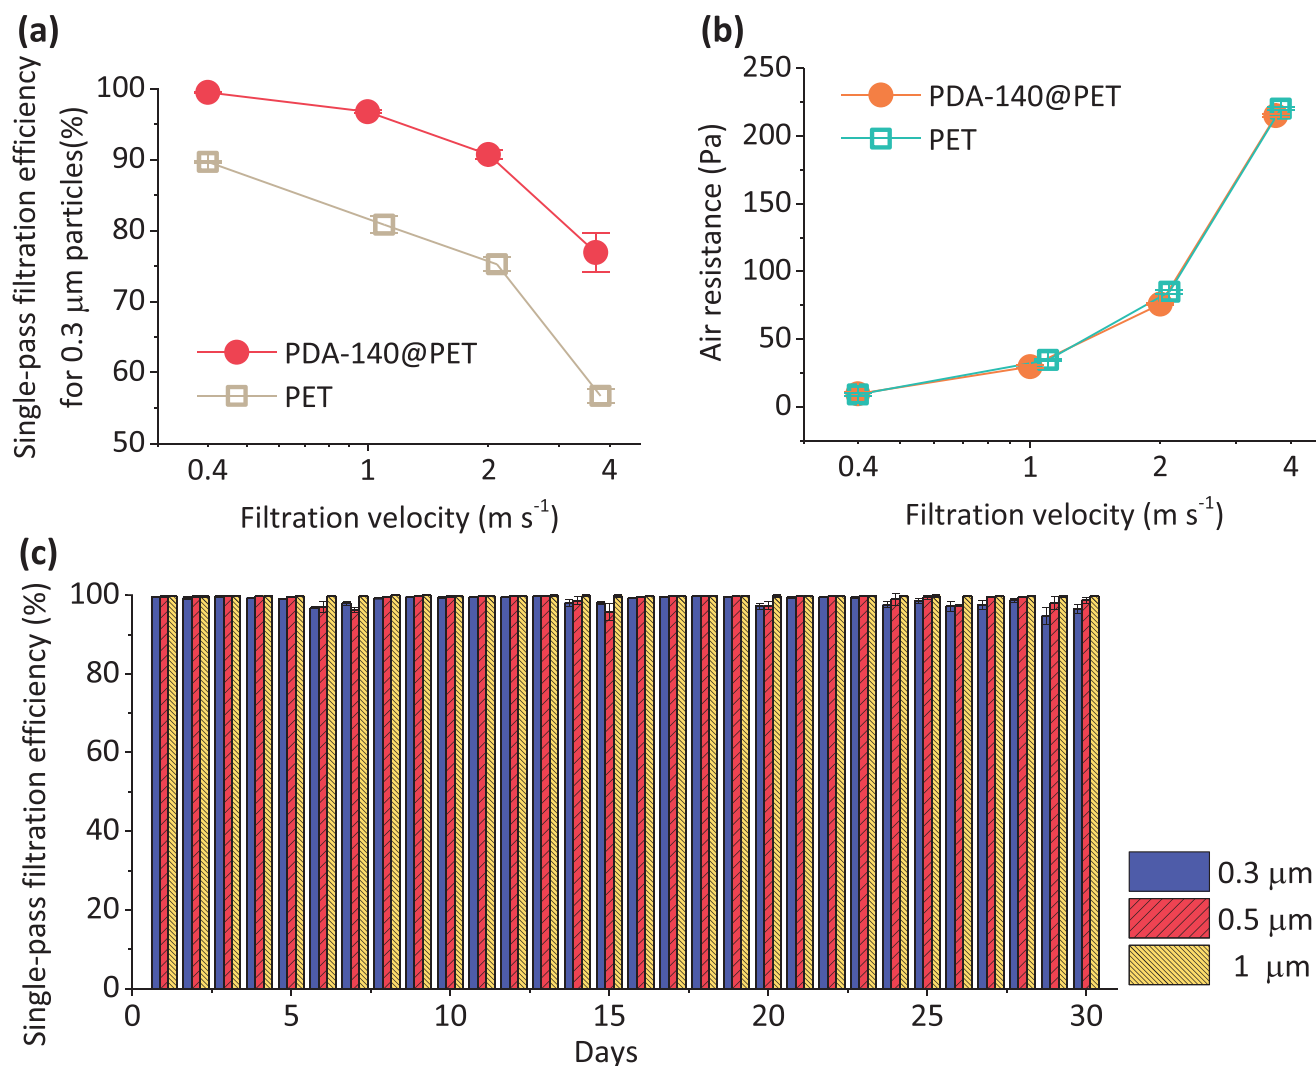 (a)
Single-pass filtration efficiency
for 0.3 μm particles(%)
100
90
80
70
60
50
PDA-140@PET
PET
0.4
1
2
4
Filtration velocity (m s⁻¹)
(b)
Air resistance (Pa)
250
200
150
100
50
0
PDA-140@PET
PET
0.4
1
2
4
Filtration velocity (m s⁻¹)
(c)
Single-pass filtration efficiency (%)
100
80
60
40
20
0
0
5
10
15
20
25
30
Days
0.3 μm
0.5 μm
1 μm